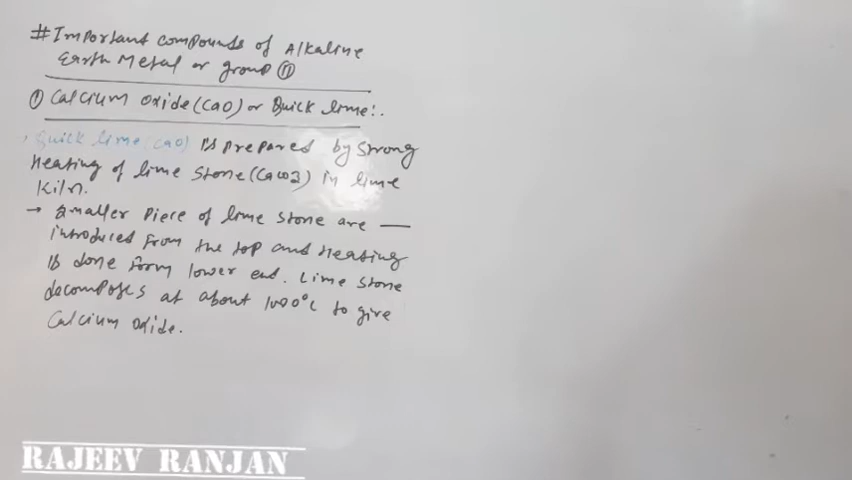 #Important compounds of Alkaline
Earth Metal or group (II)
① Calcium Oxide (CaO) or Quick lime:.
→ Quick lime (CaO) is prepared by strong
Heating of lime stone (CaCO3) in lime
Kiln.
→ Smaller piece of lime stone are —
introduced from the top and Heating
is done form lower end. Lime stone
decomposes at about 1000°C to give
Calcium Oxide.
RAJEEV RANJAN